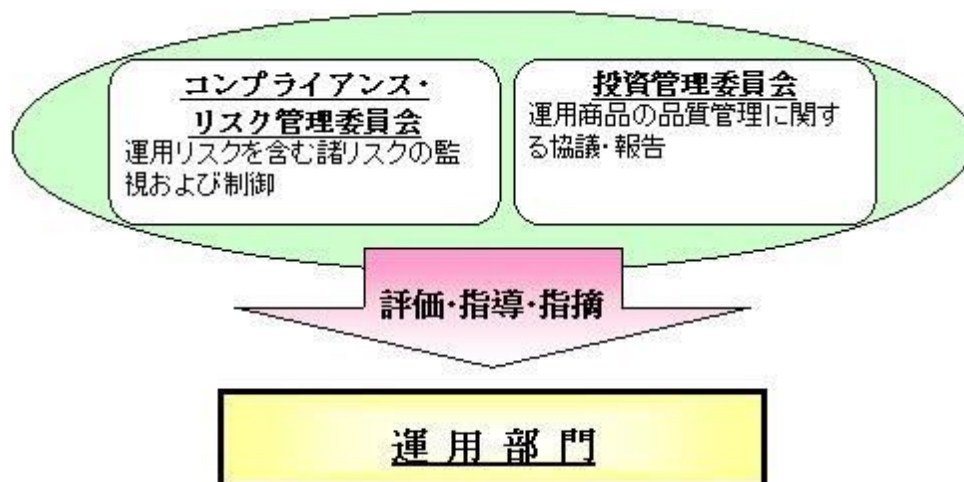 コンプライアンス・
リスク管理委員会
運用リスクを含む諸リスクの監
視および制御
投資管理委員会
運用商品の品質管理に関す
る協議・報告
評価・指導・指摘
運用部門